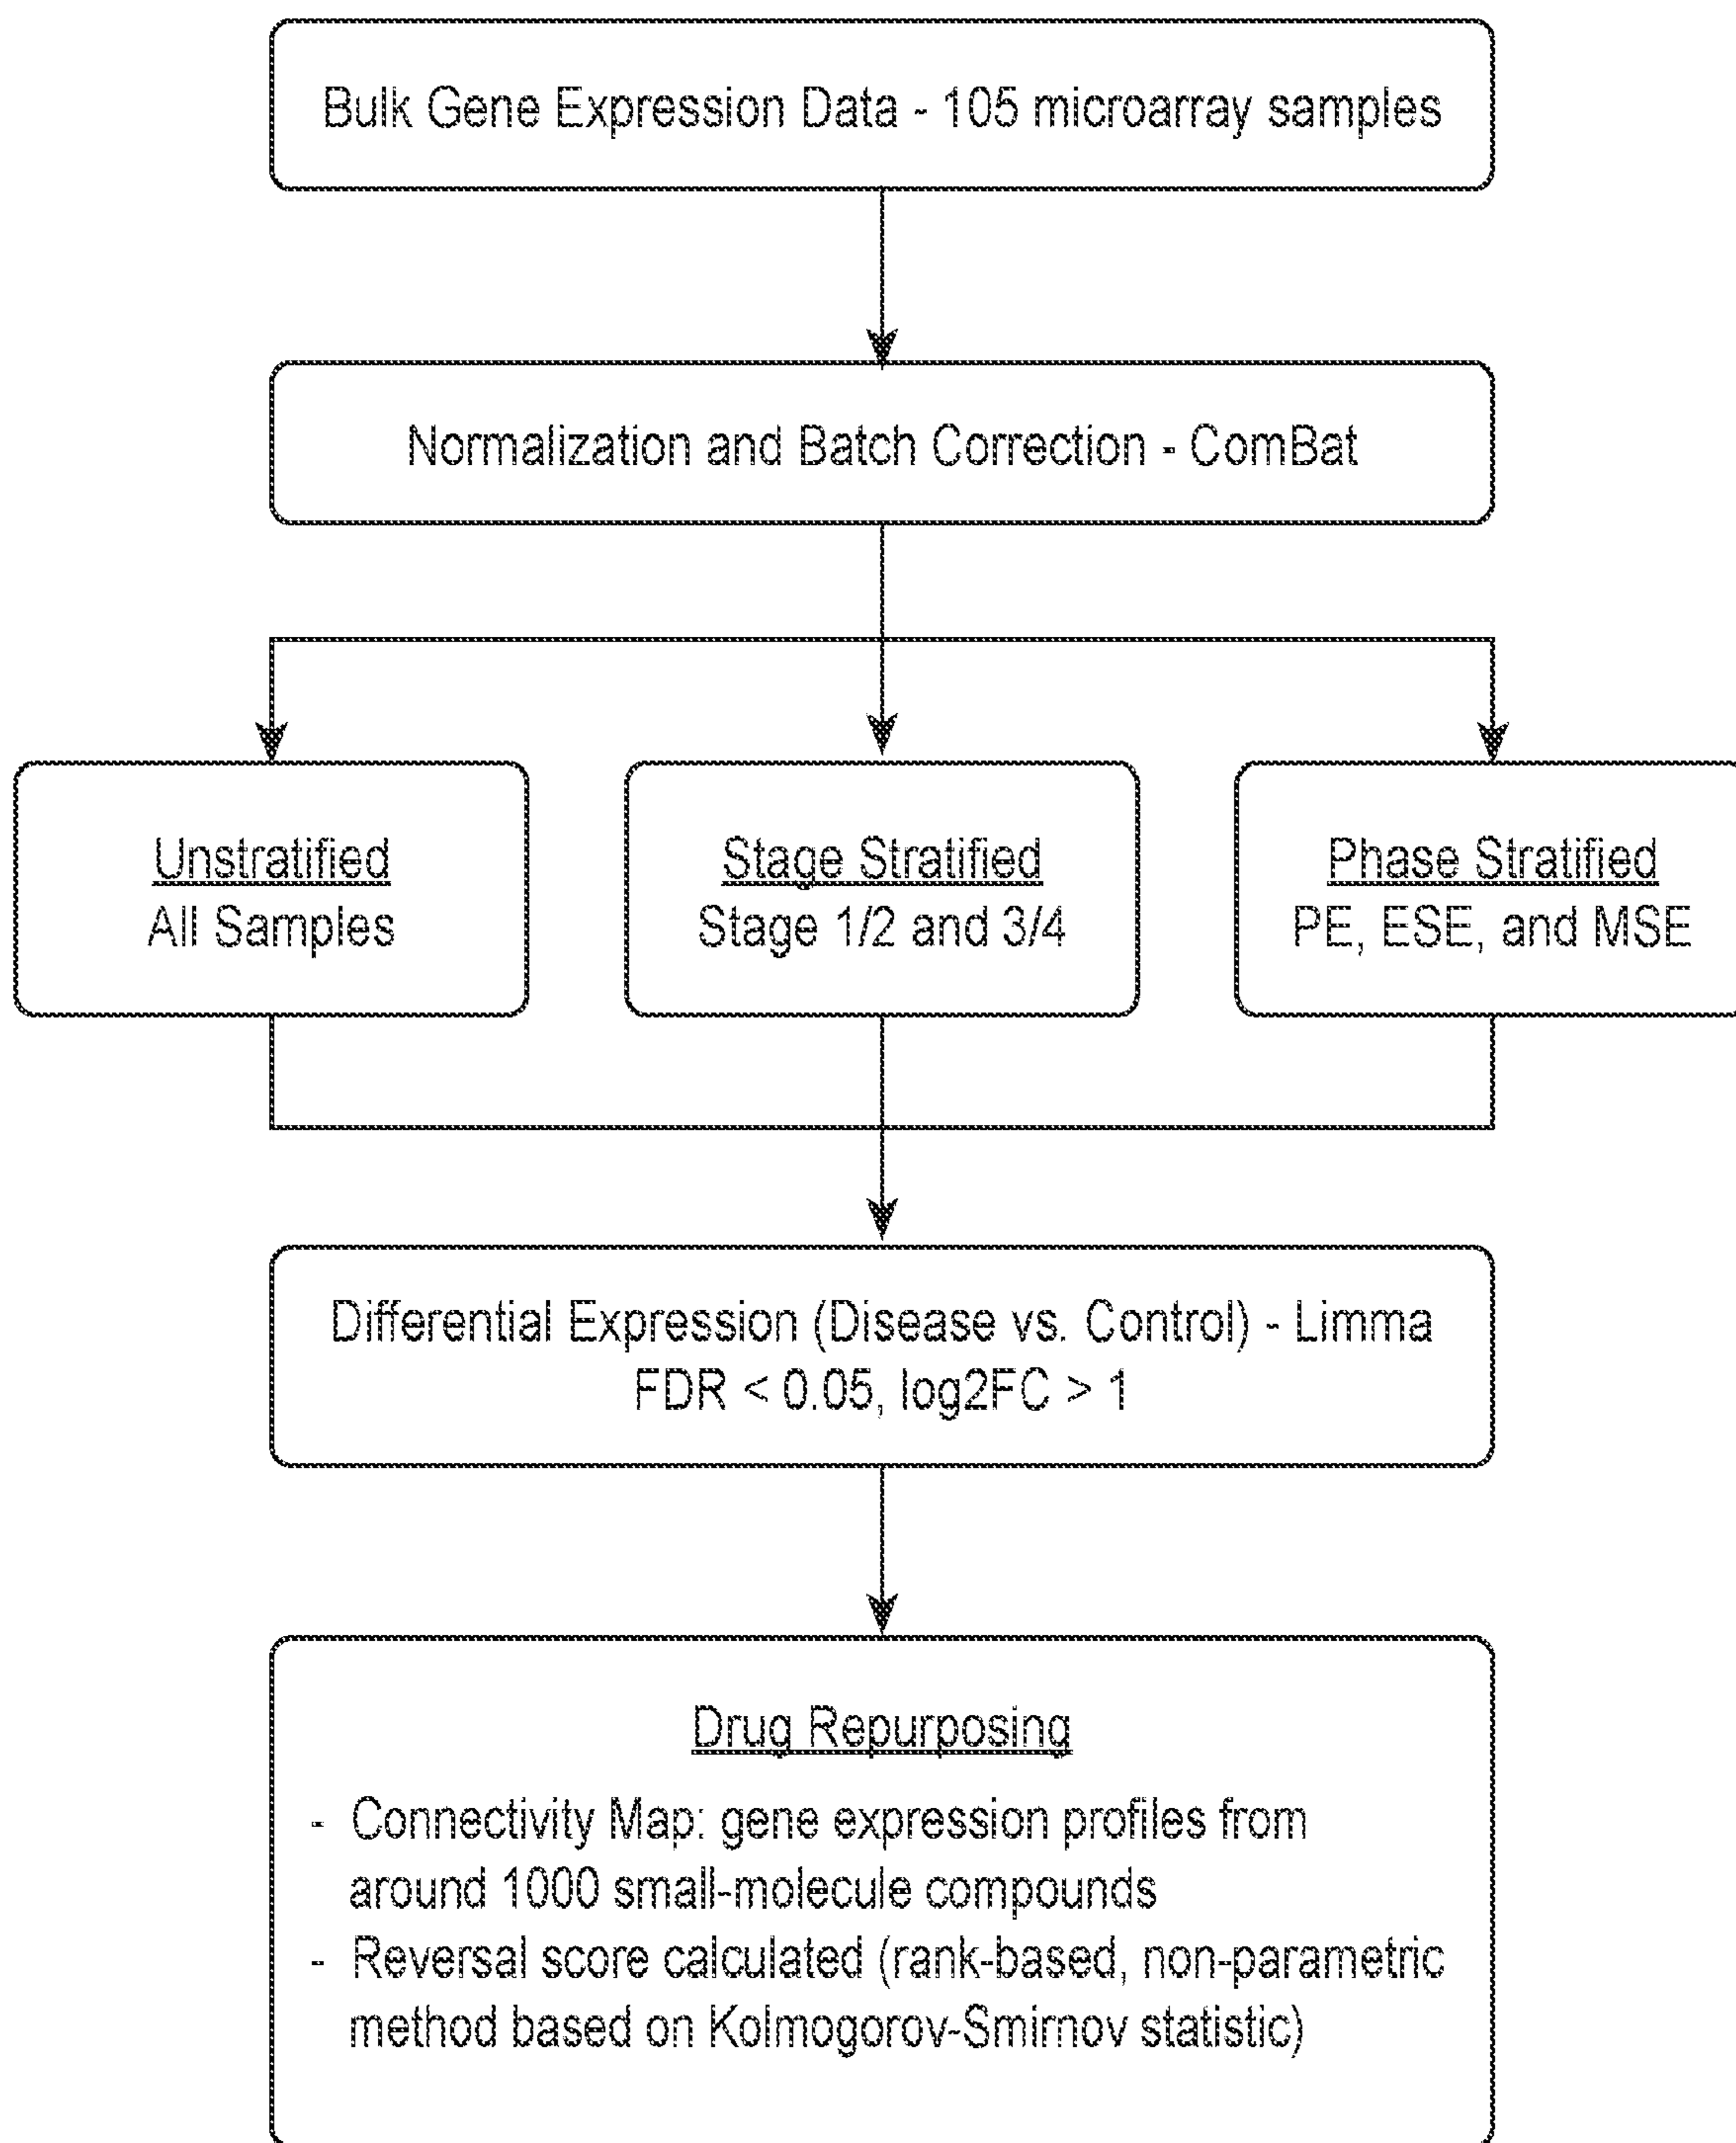 Bulk Gene Expression Data - 105 microarray samples
Normalization and Batch Correction - ComBat
Unstratified
All Samples
Stage Stratified
Stage 1/2 and 3/4
Phase Stratified
PE, ESE, and MSE
Differential Expression (Disease vs. Control) - Limma
FDR < 0.05, log2FC > 1
Drug Repurposing
- Connectivity Map: gene expression profiles from
around 1000 small-molecule compounds
- Reversal score calculated (rank-based, non-parametric
method based on Kolmogorov-Smirnov statistic)